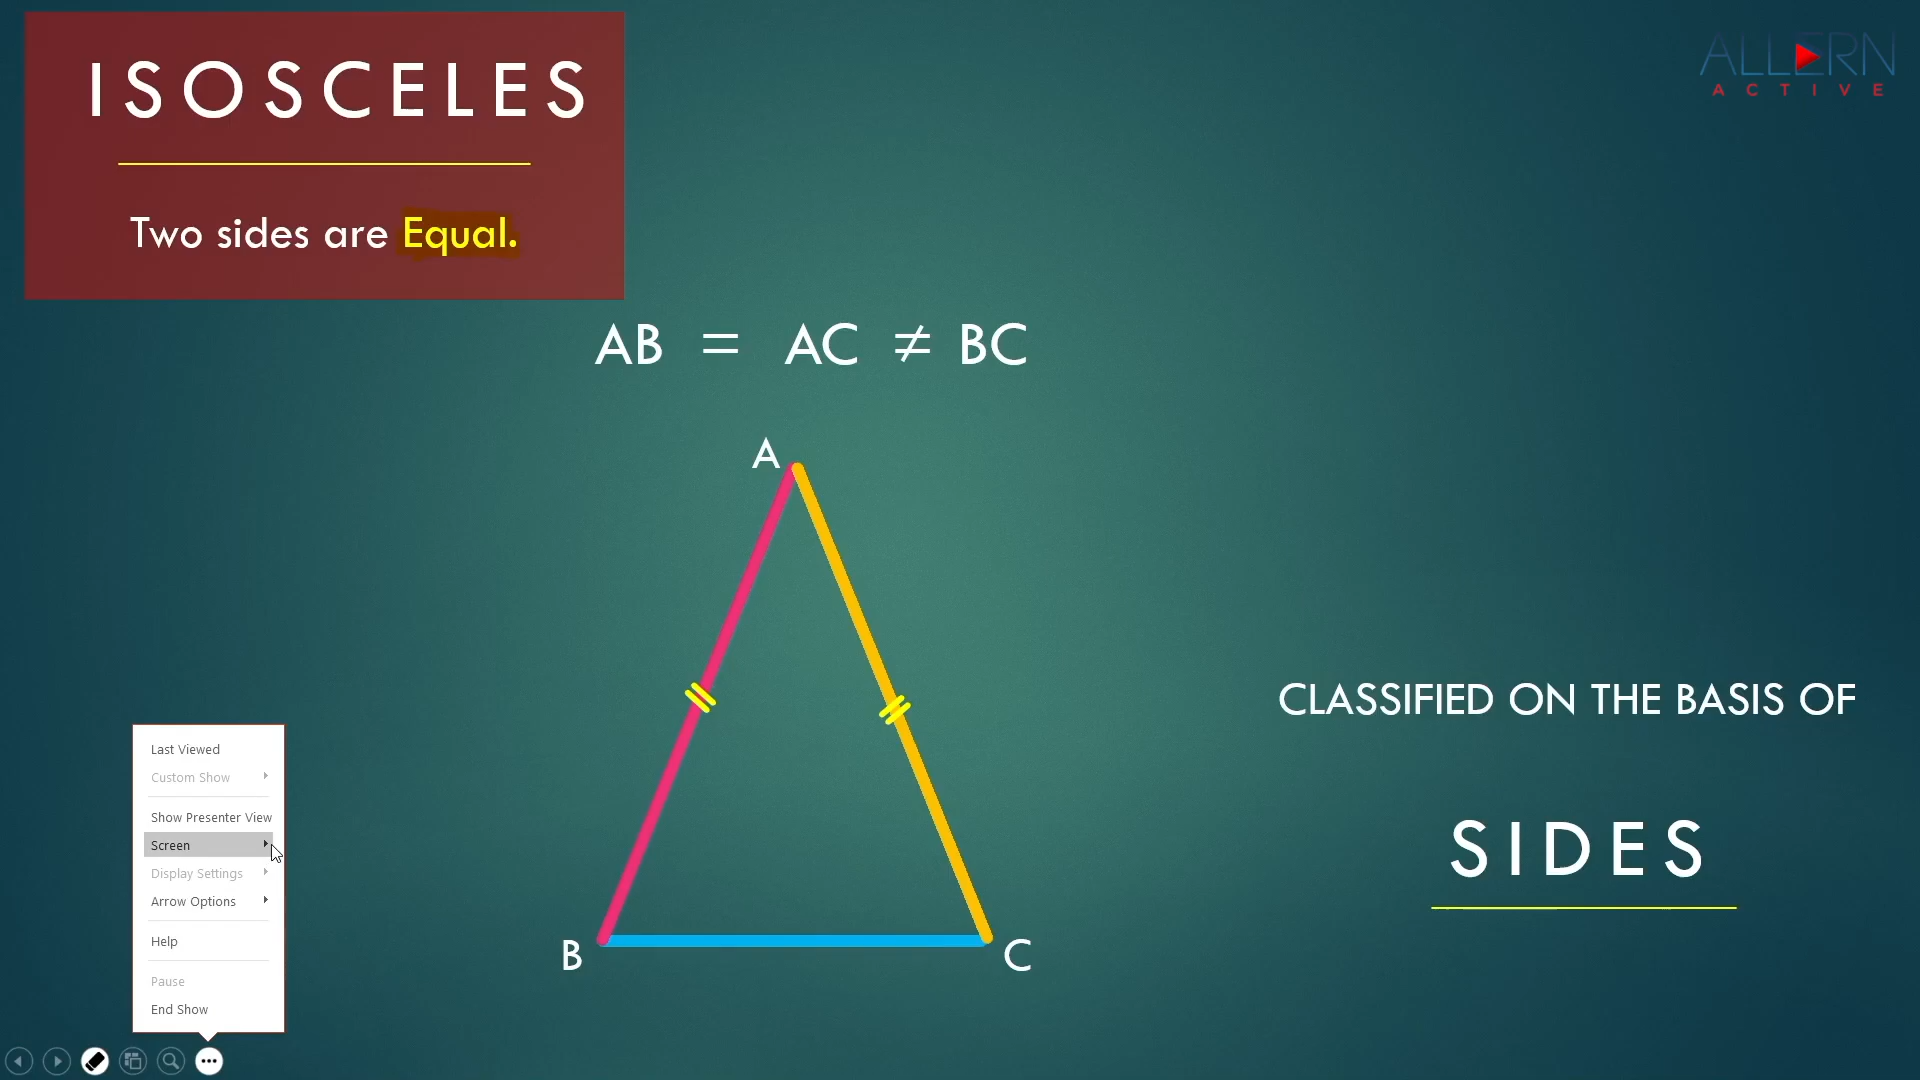 ISOSCELES
Two sides are Equal.
ALLERN
ACTIVE
AB = AC ≠ BC
A
B
C
CLASSIFIED ON THE BASIS OF
SIDES
Last Viewed
Custom Show
Show Presenter View
Screen
Display Settings
Arrow Options
Help
Pause
End Show